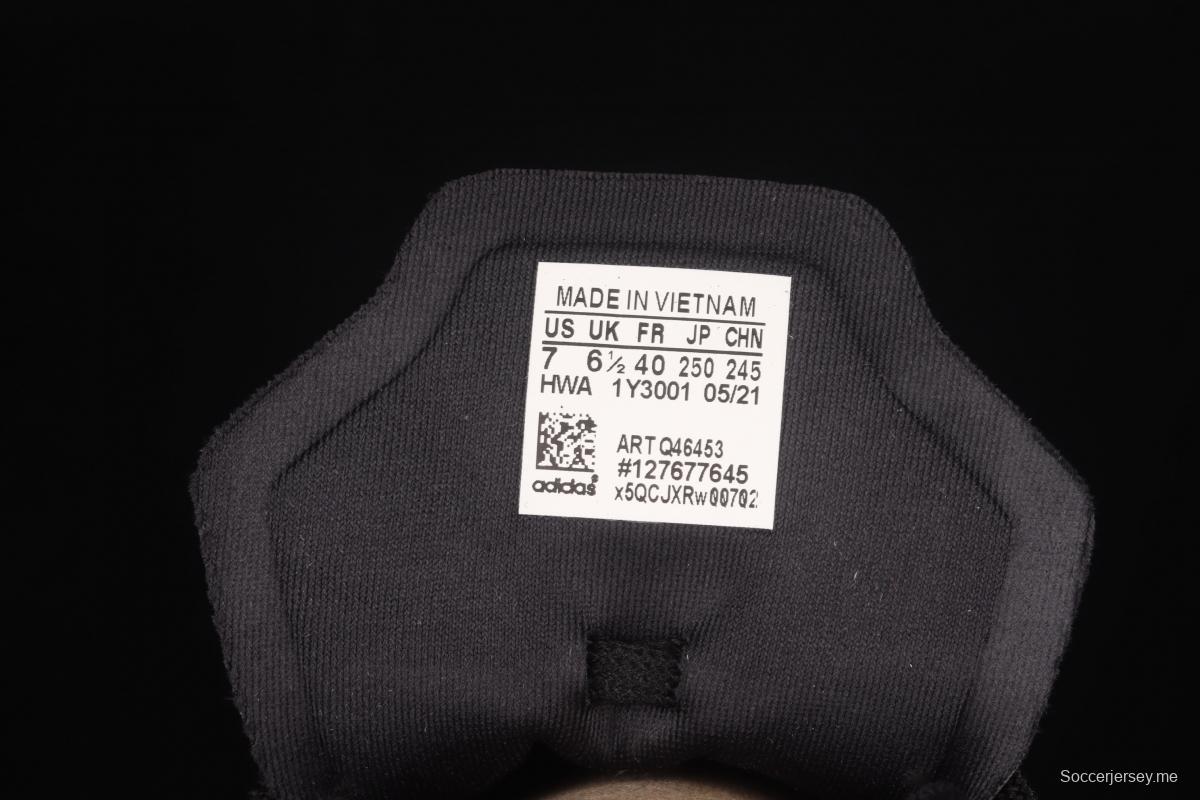 MADE IN VIETNAM
US UK FR JP CHN
7 6½ 40 250 245
HWA 1Y3001 05/21
ART Q46453
#127677645
adidas®
x5QCJXRw00702
Soccerjersey.me